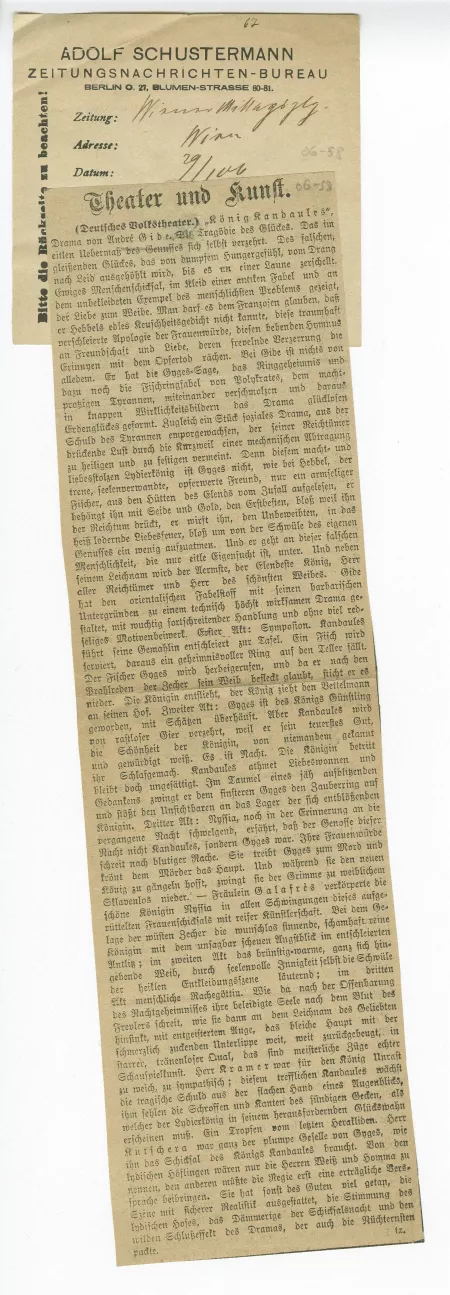 67
ADOLF SCHUSTERMANN
ZEITUNGSNACHRICHTEN-BUREAU
BERLIN O. 27, BLUMEN-STRASSE 80-81.
Bitte die Rückseite zu beachten!
Zeitung: Wiener Mittagsztg.
Adresse: Wien
Datum: 29/1 06
06-58
Theater und Kunst.
06-58
(Deutsches Volkstheater.) „König Kandaules“,
Drama von André Gide. Die Tragödie des Glückes. Das im
eitlen Uebermaß des Genusses sich selbst verzehrt. Des falschen,
gleißenden Glückes, das von dumpfem Hungergefühl, vom Drang
nach Leid ausgehöhlt wird, bis es an einer Laune zerschellt.
Ewiges Menschenschicksal, im Kleid einer antiken Fabel und an
dem unbekleideten Exempel des menschlichsten Problems gezeigt,
der Liebe zum Weibe. Man darf es dem Franzosen glauben, daß
er Hebbels edles Keuschheitsgedicht nicht kannte, diese traumhaft
verschleierte Apologie der Frauenwürde, diesen bebenden Hymnus
an Freundschaft und Liebe, deren frevelnde Verzerrung die
Erinnyen mit dem Opfertod rächen. Bei Gide ist nichts von
alledem. Er hat die Gyges-Sage, das Ringgeheimnis und
dazu noch die Fischringfabel von Polykrates, dem macht-
protzigen Tyrannen, miteinander verschmolzen und daraus
in knappen Wirklichkeitsbildern das Drama glücklosen
Erdenglückes geformt. Zugleich ein Stück soziales Drama, aus der
Schuld des Tyrannen emporgewachsen, der seiner Reichtümer
drückende Luft durch die Kurzweil einer mechanischen Abtragung
zu heiligen und zu festigen vermeint. Denn diesem macht- und
liebesstolzen Lydierkönig ist Gyges nicht, wie bei Hebbel, der
treue, seelenverwandte, opferwerte Freund, nur ein armseliger
Fischer, aus den Hütten des Elends vom Zufall aufgelesen, er
behängt ihn mit Seide und Gold, den Erstbesten, bloß weil ihn
der Reichtum drückt, er wirft ihn, den Unbeweibten, in das
heiß lodernde Liebesfeuer, bloß um von der Schwüle des eigenen
Genusses ein wenig aufzuatmen. Und er geht an dieser falschen
Menschlichkeit, die nur eitle Eigensucht ist, unter. Und neben
seinem Leichnam wird der Aermste, der Elendeste König, Herr
aller Reichtümer und Herr des schönsten Weibes. Gide
hat den orientalischen Fabelstoff mit seinen barbarischen
Untergründen zu einem technisch höchst wirksamen Drama ge-
staltet, mit wuchtig fortschreitender Handlung und ohne viel red-
seliges Motivenbeiwerk. Erster Akt: Symposion. Kandaules
führt seine Gemahlin entschleiert zur Tafel. Ein Fisch wird
serviert, daraus ein geheimnisvoller Ring auf den Teller fällt.
Der Fischer Gyges wird herbeigerufen, und da er nach den
Prahlreden der Zecher sein Weib befleckt glaubt, sticht er es
nieder. Die Königin entflieht, der König zieht den Bettelmann
an seinen Hof. Zweiter Akt: Gyges ist des Königs Günstling
geworden, mit Schätzen überhäuft. Aber Kandaules wird
von rastloser Gier verzehrt, weil er sein teuerstes Gut,
die Schönheit der Königin, von niemandem gekannt
und gewürdigt weiß. Es ist Nacht. Die Königin betritt
ihr Schlafgemach. Kandaules athmet Liebeswonnen und
bleibt doch ungesättigt. Im Taumel eines jäh aufblitzenden
Gedankens zwingt er dem finsteren Gyges den Zauberring auf
und stößt den Unsichtbaren an das Lager der sich entblößenden
Königin. Dritter Akt: Nyssia, noch in der Erinnerung an die
vergangene Nacht schwelgend, erfährt, daß der Genosse dieser
Nacht nicht Kandaules, sondern Gyges war. Ihre Frauenwürde
schreit nach blutiger Rache. Sie treibt Gyges zum Mord und
krönt dem Mörder das Haupt. Und während sie den neuen
König zu gängeln hofft, zwingt sie der Grimme zu weiblichem
Sklavenlos nieder. — Fräulein Galafrés verkörperte die
schöne Königin Nyssia in allen Schwingungen dieses aufge-
rüttelten Frauenschicksals mit reifer Künstlerschaft. Bei dem Ge-
lage der wüsten Zecher die wunschlos sinnende, schamhaft reine
Königin mit dem unsagbar scheuen Angstblick im entschleierten
Antlitz; im zweiten Akt das brünstig-warme, ganz sich hin-
gebende Weib, durch seelenvolle Innigkeit selbst die Schwüle
der heiklen Entkleidungsszene läuternd; im dritten
Akt menschliche Rachegöttin. Wie da nach der Offenbarung
des Nachtgeheimnisses ihre beleidigte Seele nach dem Blut des
Frevlers schreit, wie sie dann an dem Leichnam des Geliebten
hinsinkt, mit entgeistertem Auge, das bleiche Haupt mit der
schmerzlich zuckenden Unterlippe weit, weit zurückgebeugt, in
starrer, tränenloser Qual, das sind meisterliche Züge echter
Schauspielkunst. Herr Kramer war für den König Unrast
zu weich, zu sympathisch; diesem trefflichen Kandaules wächst
die tragische Schuld aus der flachen Hand eines Augenblicks,
ihm fehlen die Schroffen und Kanten des sündigen Gecken, als
welcher der Lydierkönig in seinem herausfordernden Glückswahn
erscheinen muß. Ein Tropfen vom letzten Herakliden. Herr
Kutschera war ganz der plumpe Geselle von Gyges, wie
ihn das Schicksal des Königs Kandaules braucht. Von den
lydischen Höflingen wären nur die Herren Weiß und Homma zu
nennen, den anderen müßte die Regie erst eine erträgliche Vers-
sprache beibringen. Sie hat sonst des Guten viel getan, die
Szene mit sicherer Realistik ausgestattet, die Stimmung des
lydischen Hofes, das Dämmerige der Schicksalsnacht und den
wilden Schlußeffekt des Dramas, der auch die Nüchternsten
packte.
tz.